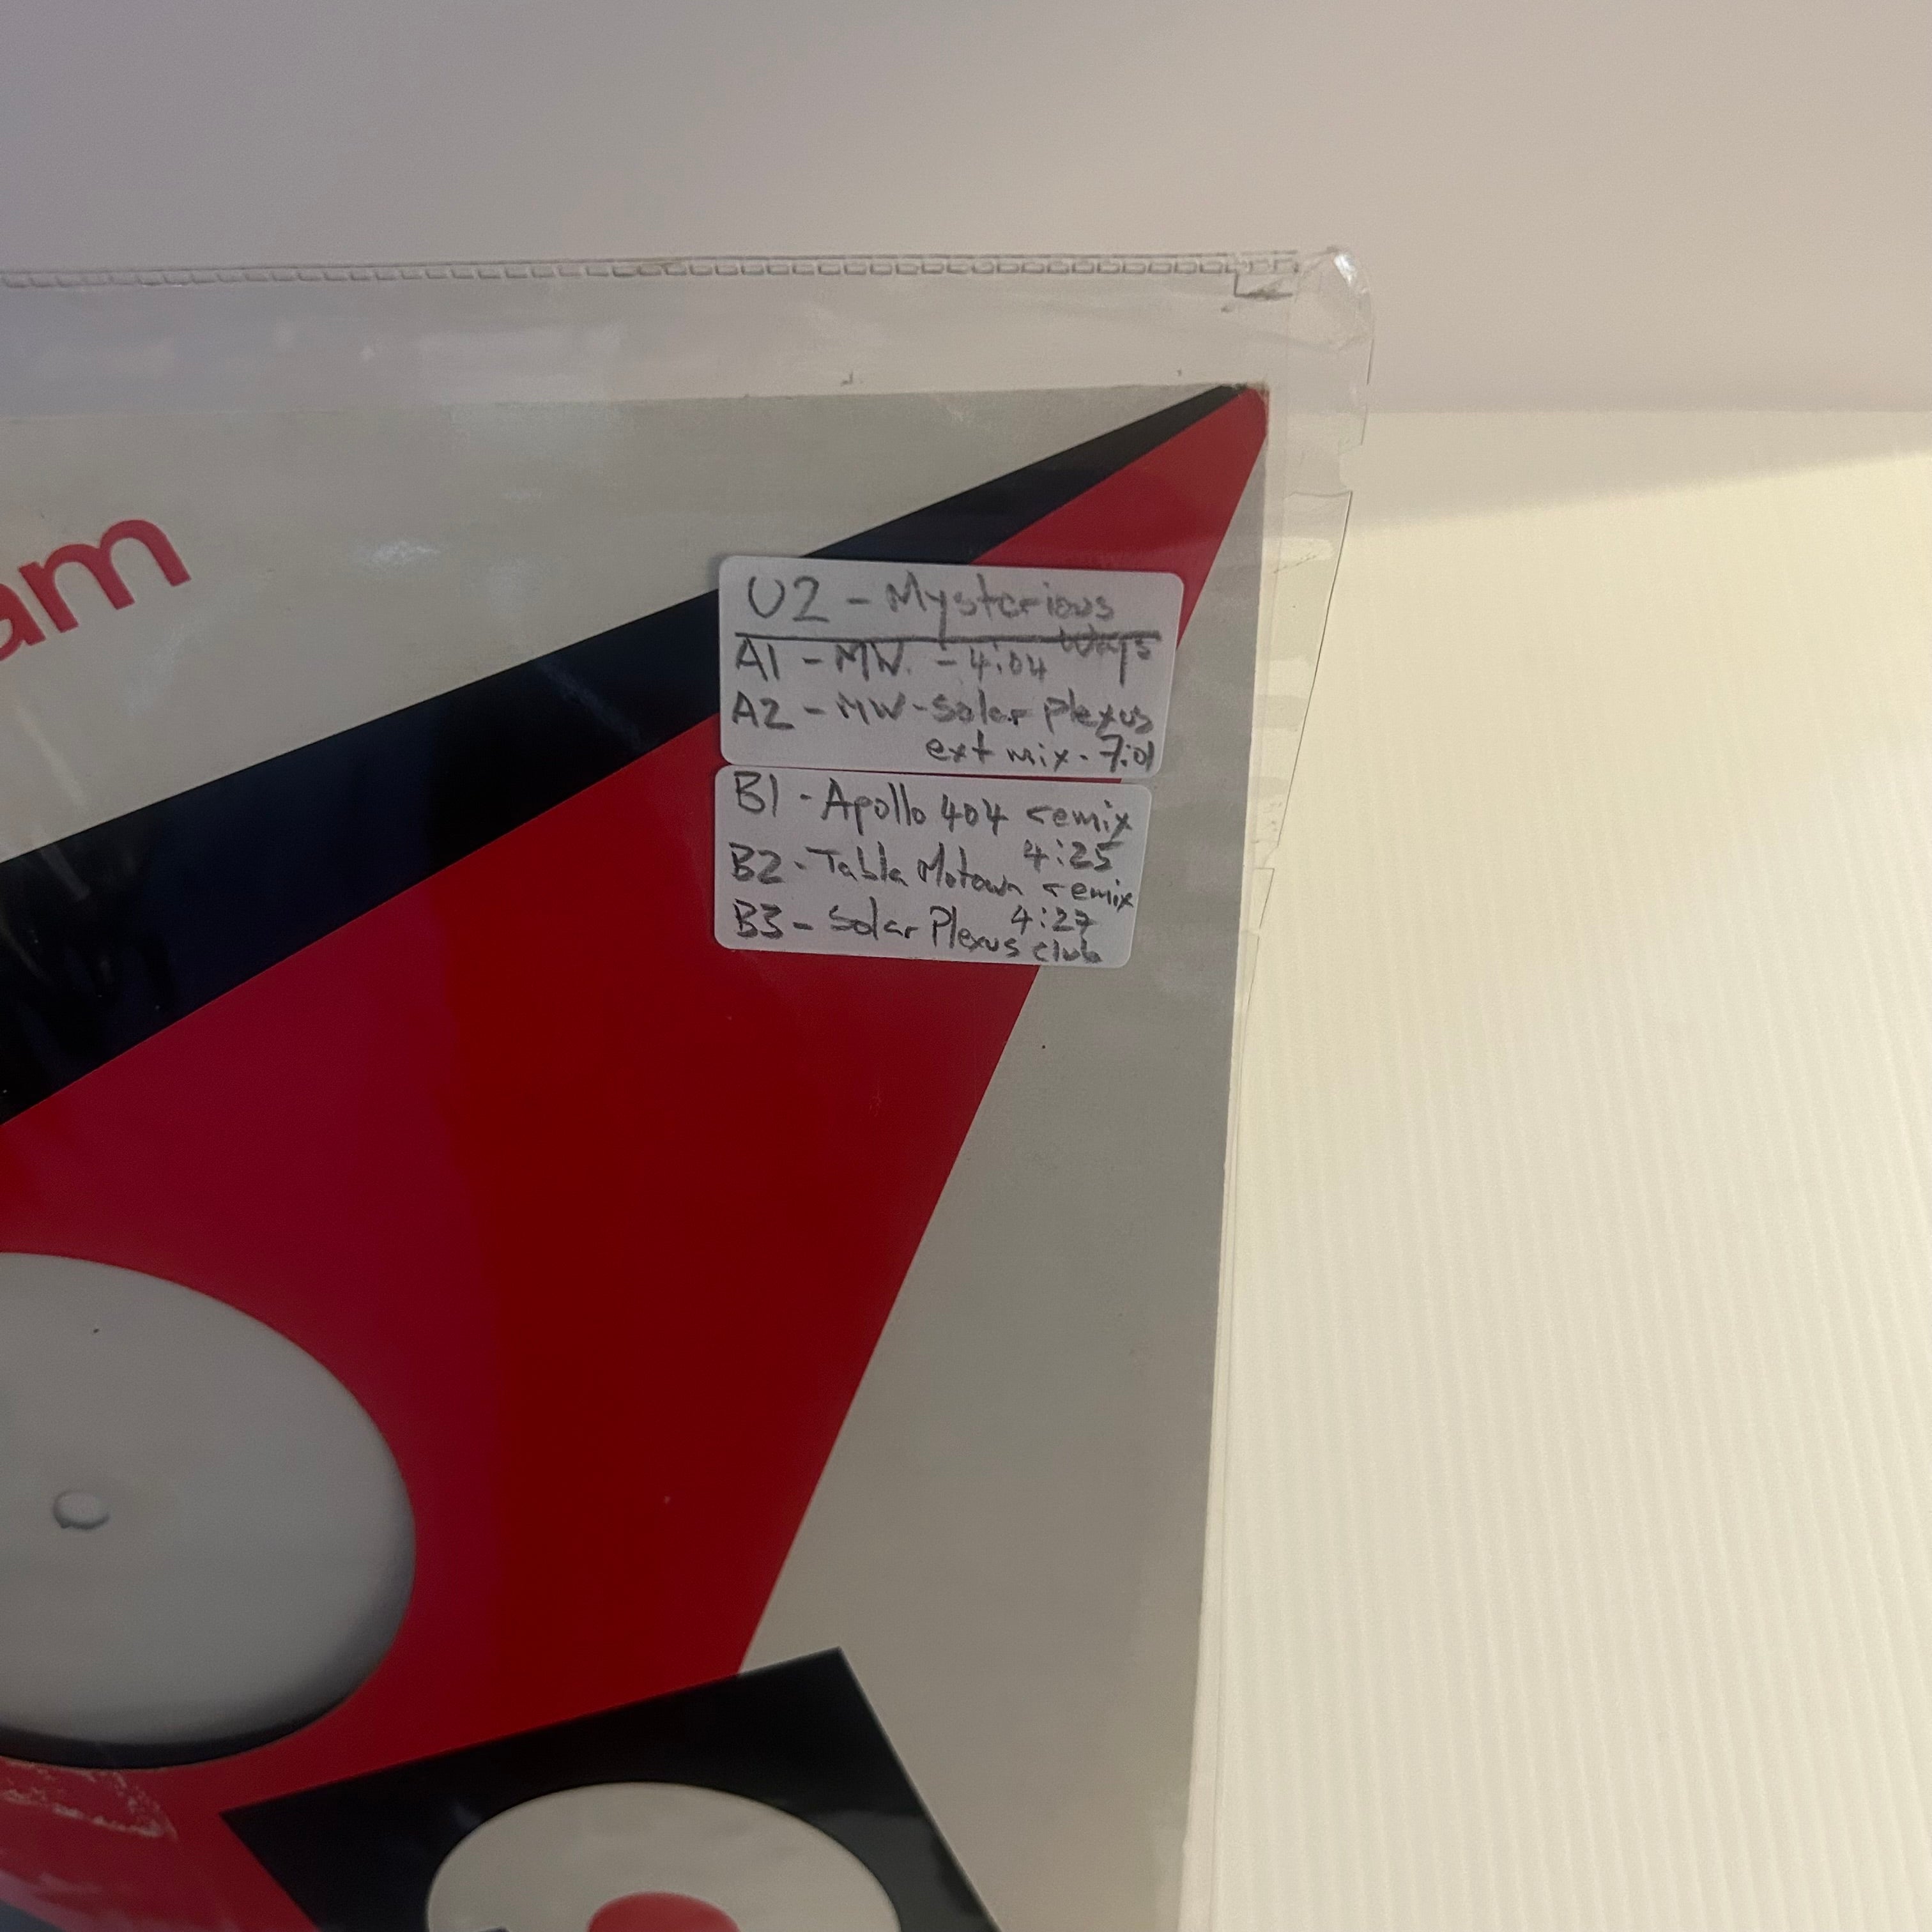 am
U2 - Mysterious
Ways
A1 - MW. - 4:04
A2 - MW - Solar Plexus
ext mix - 7:01
B1 - Apollo 404 remix
4:25
B2 - Tabla Motown remix
4:27
B3 - Solar Plexus club